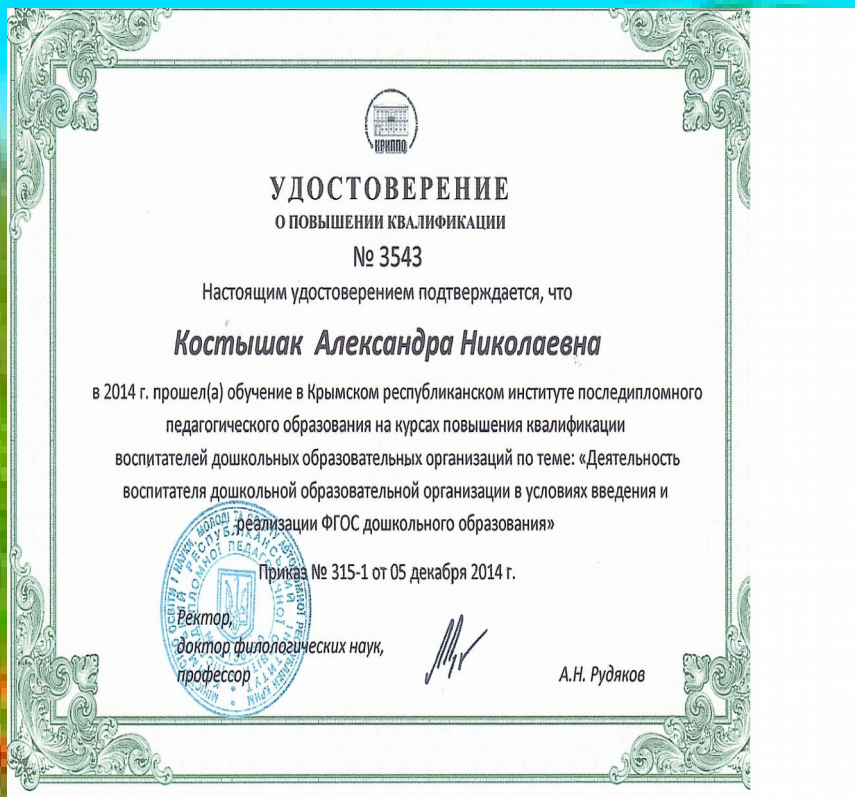 КРИППО
УДОСТОВЕРЕНИЕ
О ПОВЫШЕНИИ КВАЛИФИКАЦИИ
№ 3543
Настоящим удостоверением подтверждается, что
Костышак Александра Николаевна
в 2014 г. прошел(а) обучение в Крымском республиканском институте последипломного
педагогического образования на курсах повышения квалификации
воспитателей дошкольных образовательных организаций по теме: «Деятельность
воспитателя дошкольной образовательной организации в условиях введения и
реализации ФГОС дошкольного образования»
Приказ № 315-1 от 05 декабря 2014 г.
Ректор,
доктор филологических наук,
профессор
А.Н. Рудяков